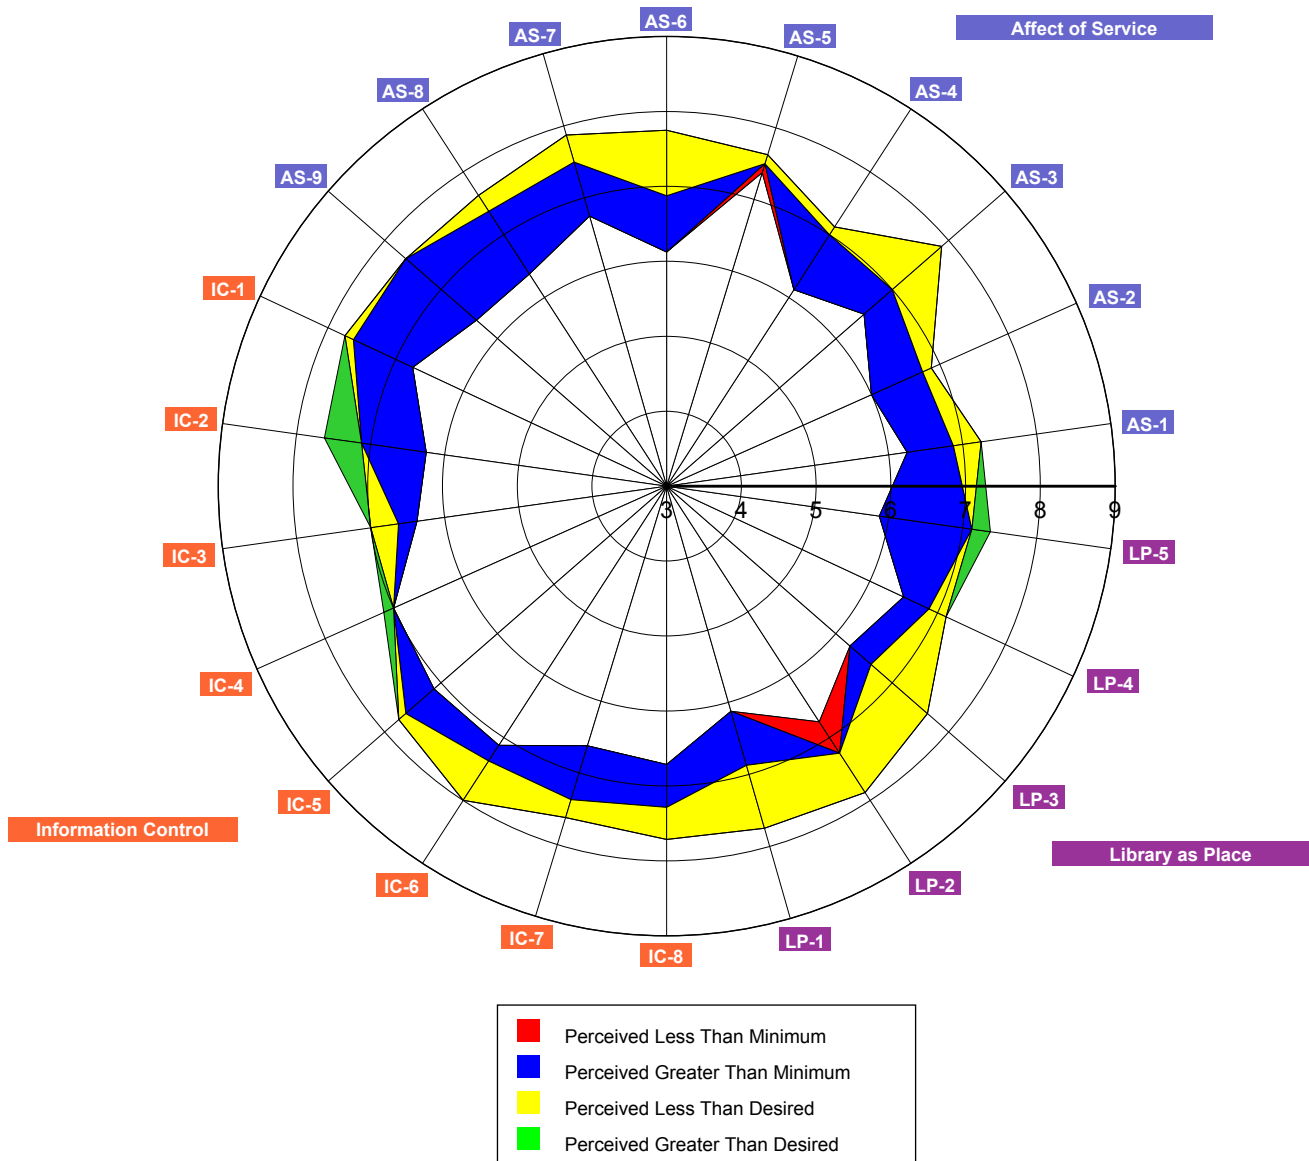 AS-6
AS-7
AS-5
Affect of Service
AS-8
AS-4
AS-9
AS-3
IC-1
AS-2
IC-2
AS-1
3 4 5 6 7 8 9
IC-3
LP-5
IC-4
LP-4
IC-5
LP-3
Information Control
Library as Place
IC-6
LP-2
IC-7
LP-1
IC-8
Perceived Less Than Minimum
Perceived Greater Than Minimum
Perceived Less Than Desired
Perceived Greater Than Desired